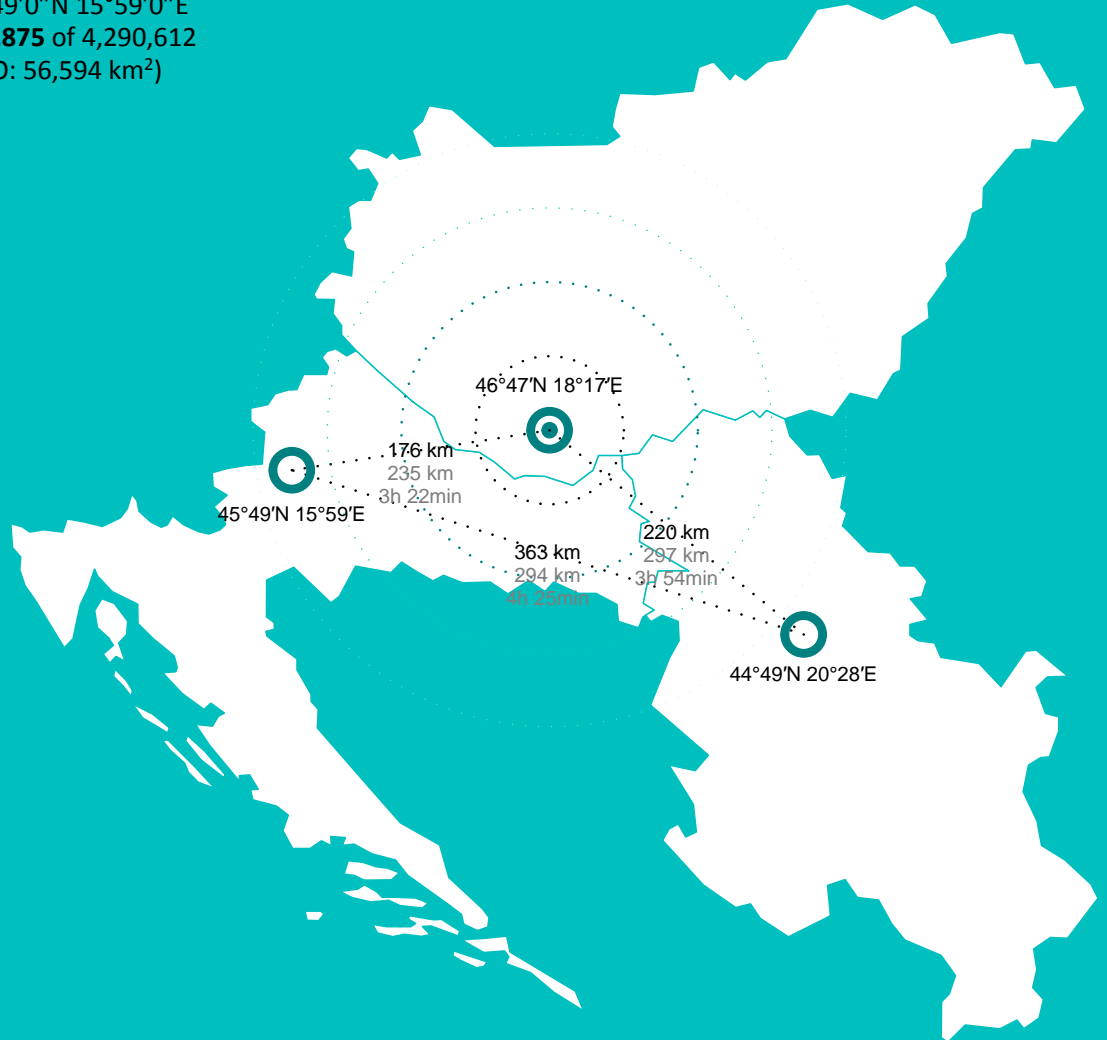 49′0″N 15°59′0″E
.875 of 4,290,612
D: 56,594 km²)
46°47′N 18°17′E
176 km
235 km
3h 22min
45°49′N 15°59′E
220 km
297 km
3h 54min
363 km
294 km
4h 25min
44°49′N 20°28′E